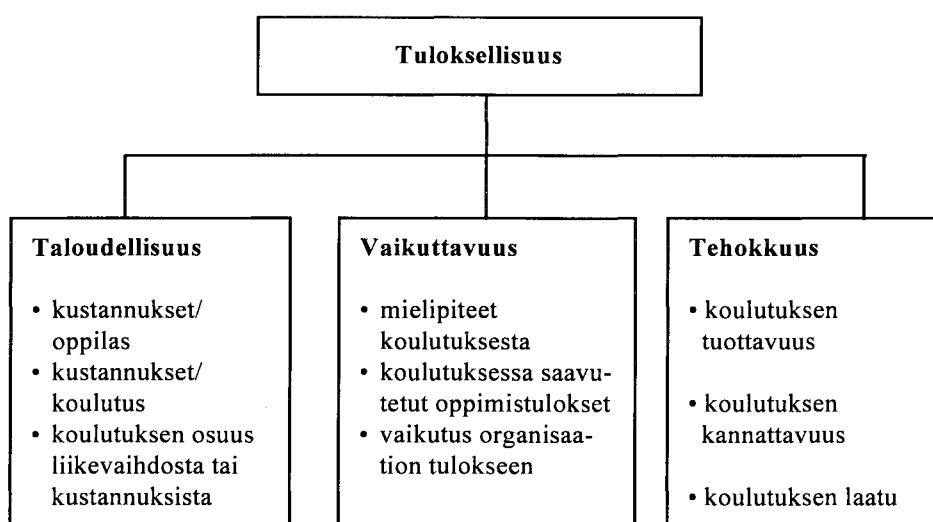 Tuloksellisuus
Taloudellisuus
• kustannukset/
oppilas
• kustannukset/
koulutus
• koulutuksen osuus
liikevaihdosta tai
kustannuksista
Vaikuttavuus
• mielipiteet
koulutuksesta
• koulutuksessa saavu-
tetut oppimistulokset
• vaikutus organisaa-
tion tulokseen
Tehokkuus
• koulutuksen
tuottavuus
• koulutuksen
kannattavuus
• koulutuksen laatu